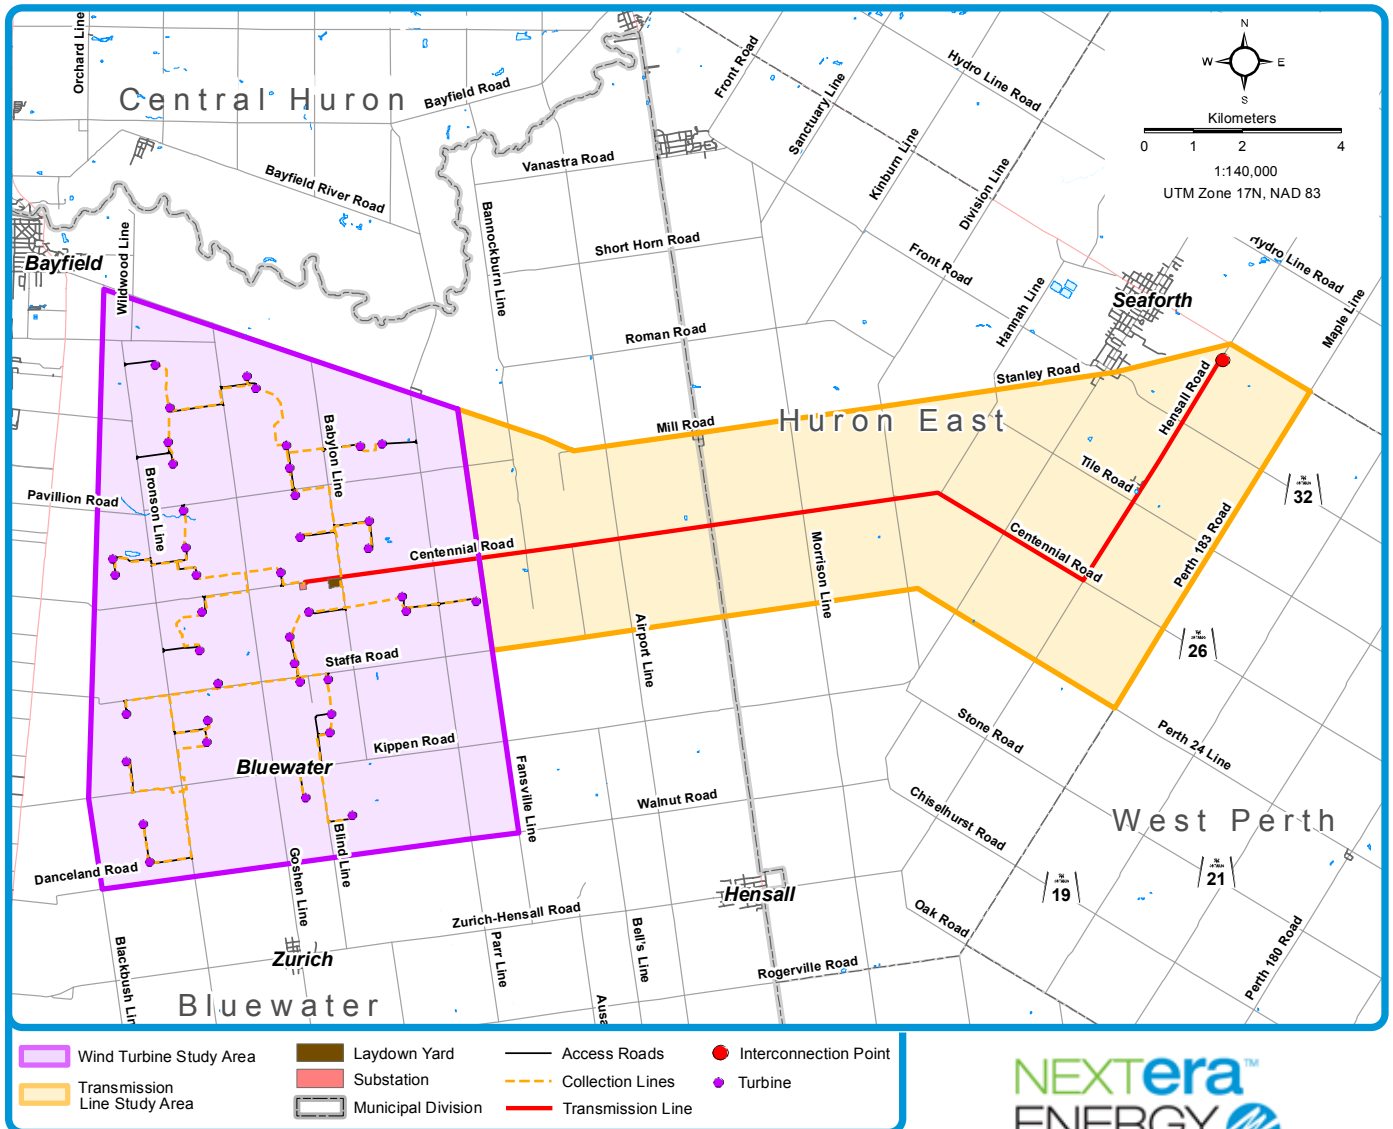 Orchard Line
Central Huron
Bayfield Road
Front Road
Hydro Line Road
N
W
E
S
Kilometers
0 1 2 4
1:140,000
UTM Zone 17N, NAD 83
Sanctuary Line
Kinburn Line
Vanastra Road
Bayfield River Road
Division Line
Bannockburn Line
Wildwood Line
Short Horn Road
Front Road
Hydro Line Road
Bayfield
Hannah Line
Seaforth
Maple Line
Roman Road
Stanley Road
Hensall Road
Mill Road
Huron East
Babylon Line
Bronson Line
Pavillion Road
Tile Road
32
Centennial Road
Centennial Road
Morrison Line
Perth 183 Road
Airport Line
26
Staffa Road
Stone Road
Perth 24 Line
Kippen Road
Bluewater
Fansville Line
Walnut Road
Chiselhurst Road
West Perth
Blind Line
Goshen Line
Danceland Road
21
19
Hensall
Zurich-Hensall Road
Oak Road
Bell's Line
Parr Line
Zurich
Rogerville Road
Perth 180 Road
Blackbush Lin
Ausa
Bluewater
Wind Turbine Study Area
Transmission
Line Study Area
Laydown Yard
Substation
Municipal Division
Access Roads
Collection Lines
Transmission Line
Interconnection Point
Turbine
NEXTera™
ENERGY